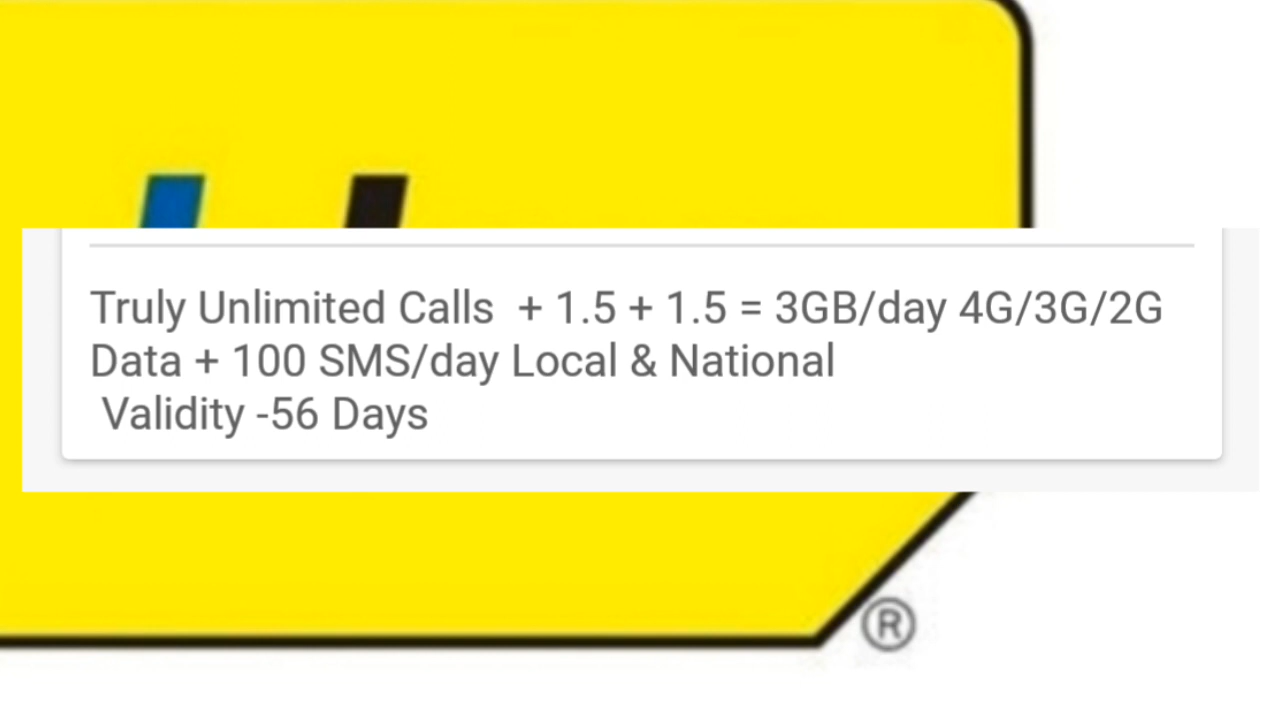 Truly Unlimited Calls  + 1.5 + 1.5 = 3GB/day 4G/3G/2G
Data + 100 SMS/day Local & National
Validity -56 Days
®